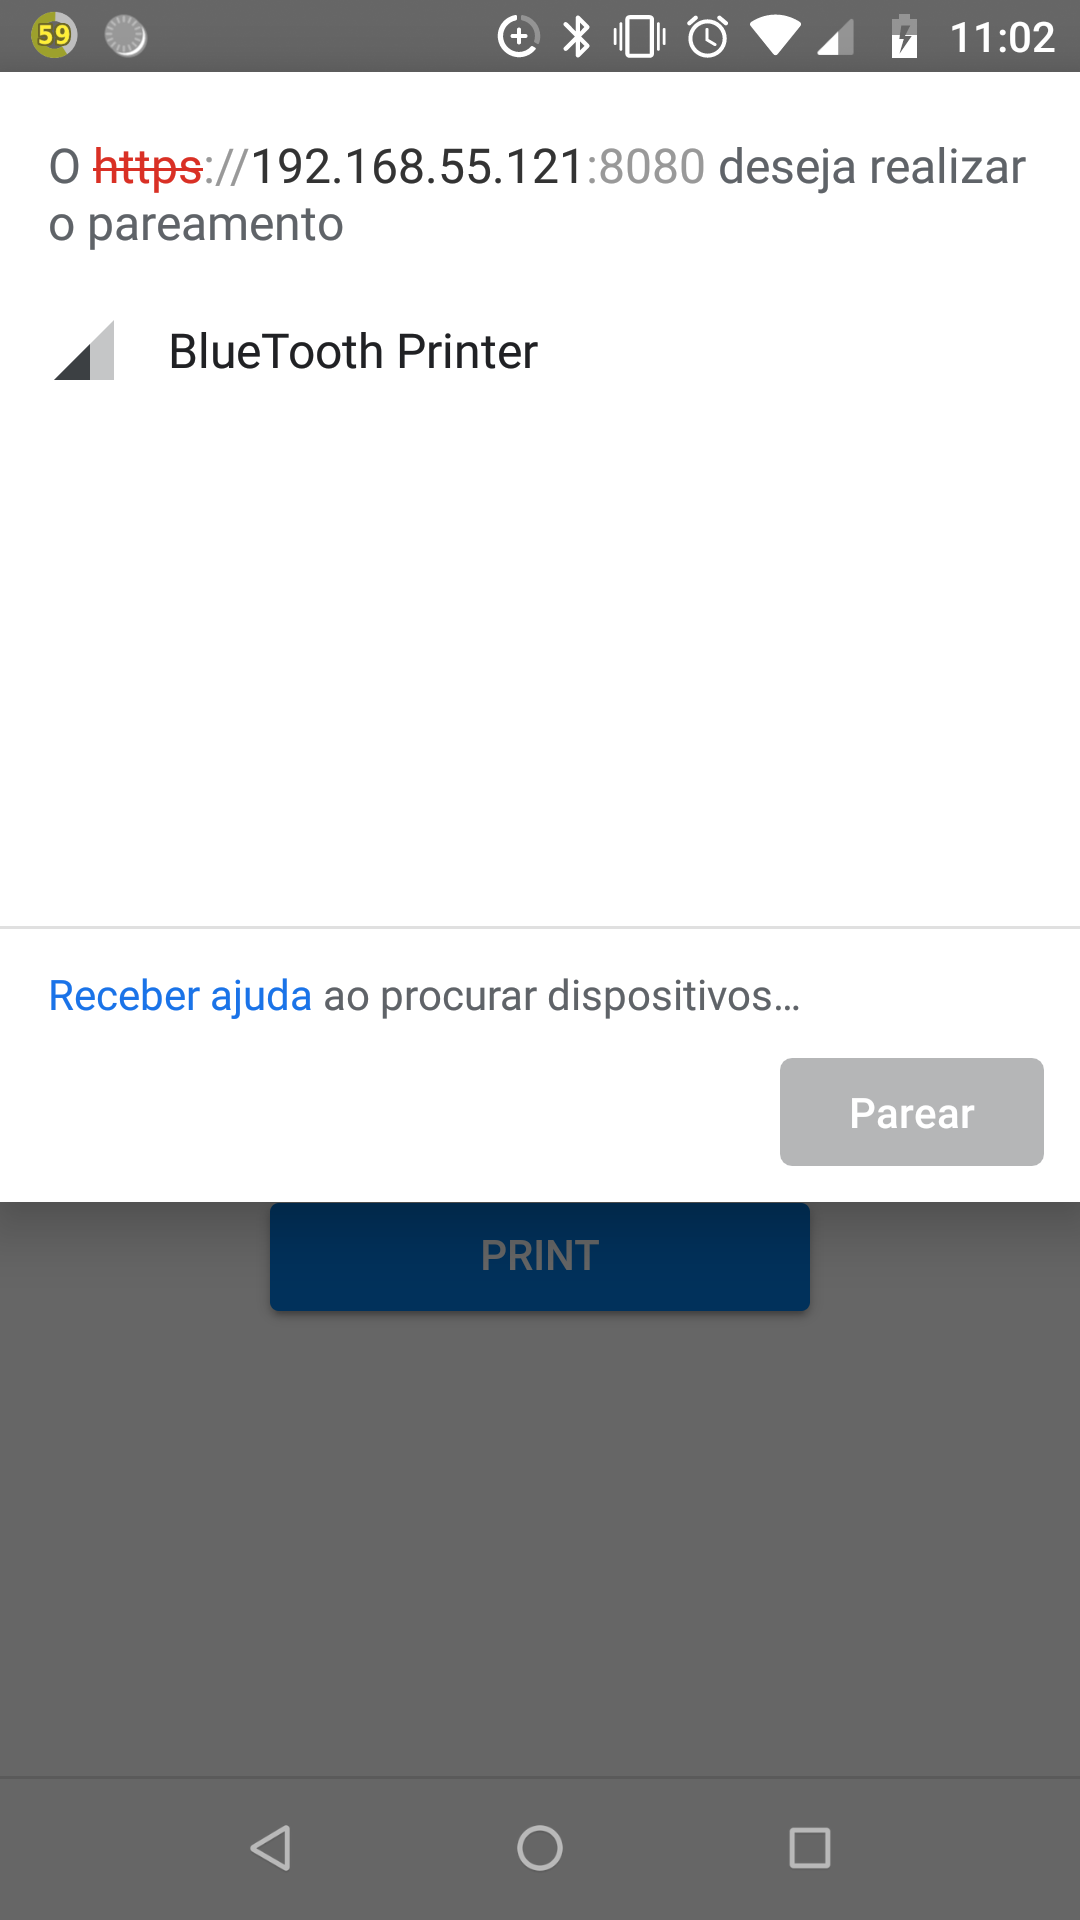 59
11:02
O https://192.168.55.121:8080 deseja realizar
o pareamento
BlueTooth Printer
Receber ajuda ao procurar dispositivos…
Parear
PRINT